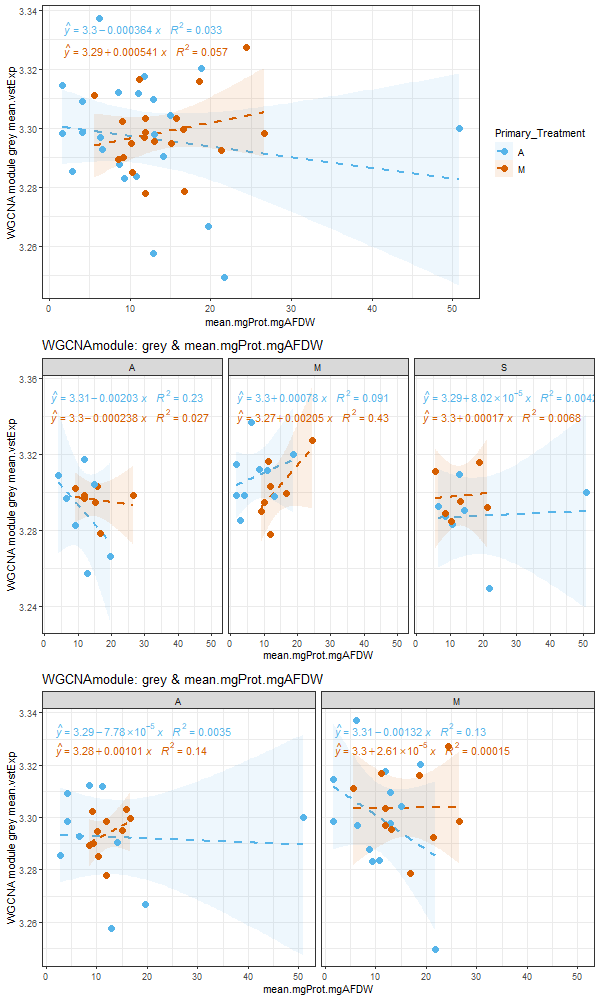 ŷ = 3.3−0.000364 x R² = 0.033
ŷ = 3.29+0.000541 x R² = 0.057
3.34
3.32
3.30
3.28
3.26
WGCNA module grey mean.vstExp
0 10 20 30 40 50
mean.mgProt.mgAFDW
Primary_Treatment
A
M
WGCNAmodule: grey & mean.mgProt.mgAFDW
A M S
ŷ = 3.31−0.00203 x R² = 0.23
ŷ = 3.3−0.000238 x R² = 0.027
ŷ = 3.3+0.00078 x R² = 0.091
ŷ = 3.27+0.00205 x R² = 0.43
ŷ = 3.29+8.02×10⁻⁵ x R² = 0.0042
ŷ = 3.3+0.00017 x R² = 0.0068
3.36
3.32
3.28
3.24
WGCNA module grey mean.vstExp
0 10 20 30 40 50 0 10 20 30 40 50 0 10 20 30 40 50
mean.mgProt.mgAFDW
WGCNAmodule: grey & mean.mgProt.mgAFDW
A M
ŷ = 3.29−7.78×10⁻⁵ x R² = 0.0035
ŷ = 3.28+0.00101 x R² = 0.14
ŷ = 3.31−0.00132 x R² = 0.13
ŷ = 3.3+2.61×10⁻⁵ x R² = 0.00015
3.34
3.32
3.30
3.28
3.26
WGCNA module grey mean.vstExp
0 10 20 30 40 50 0 10 20 30 40 50
mean.mgProt.mgAFDW